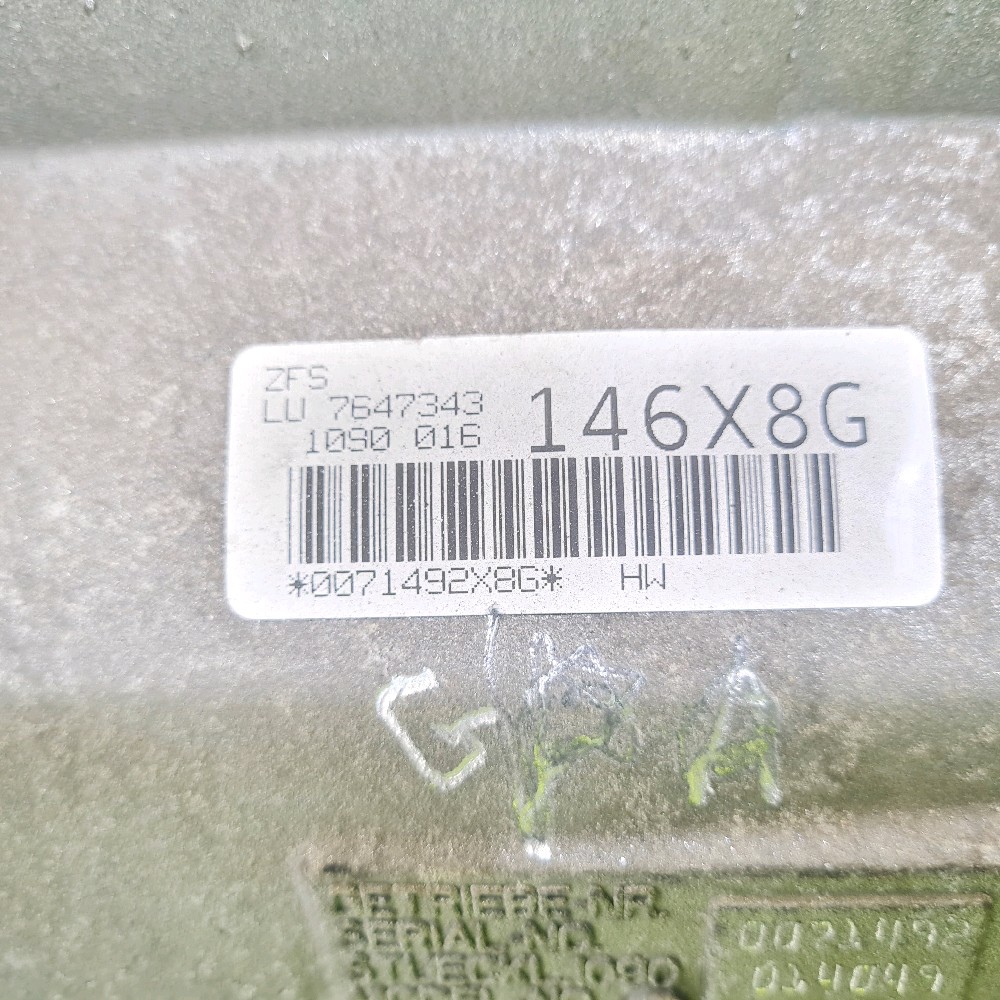 ZFS
LU 7647343
1090 016
146X8G
*0071492X8G* HW
GPA
GETRIEBE-NR.
SERIAL-NO
0071492
014049